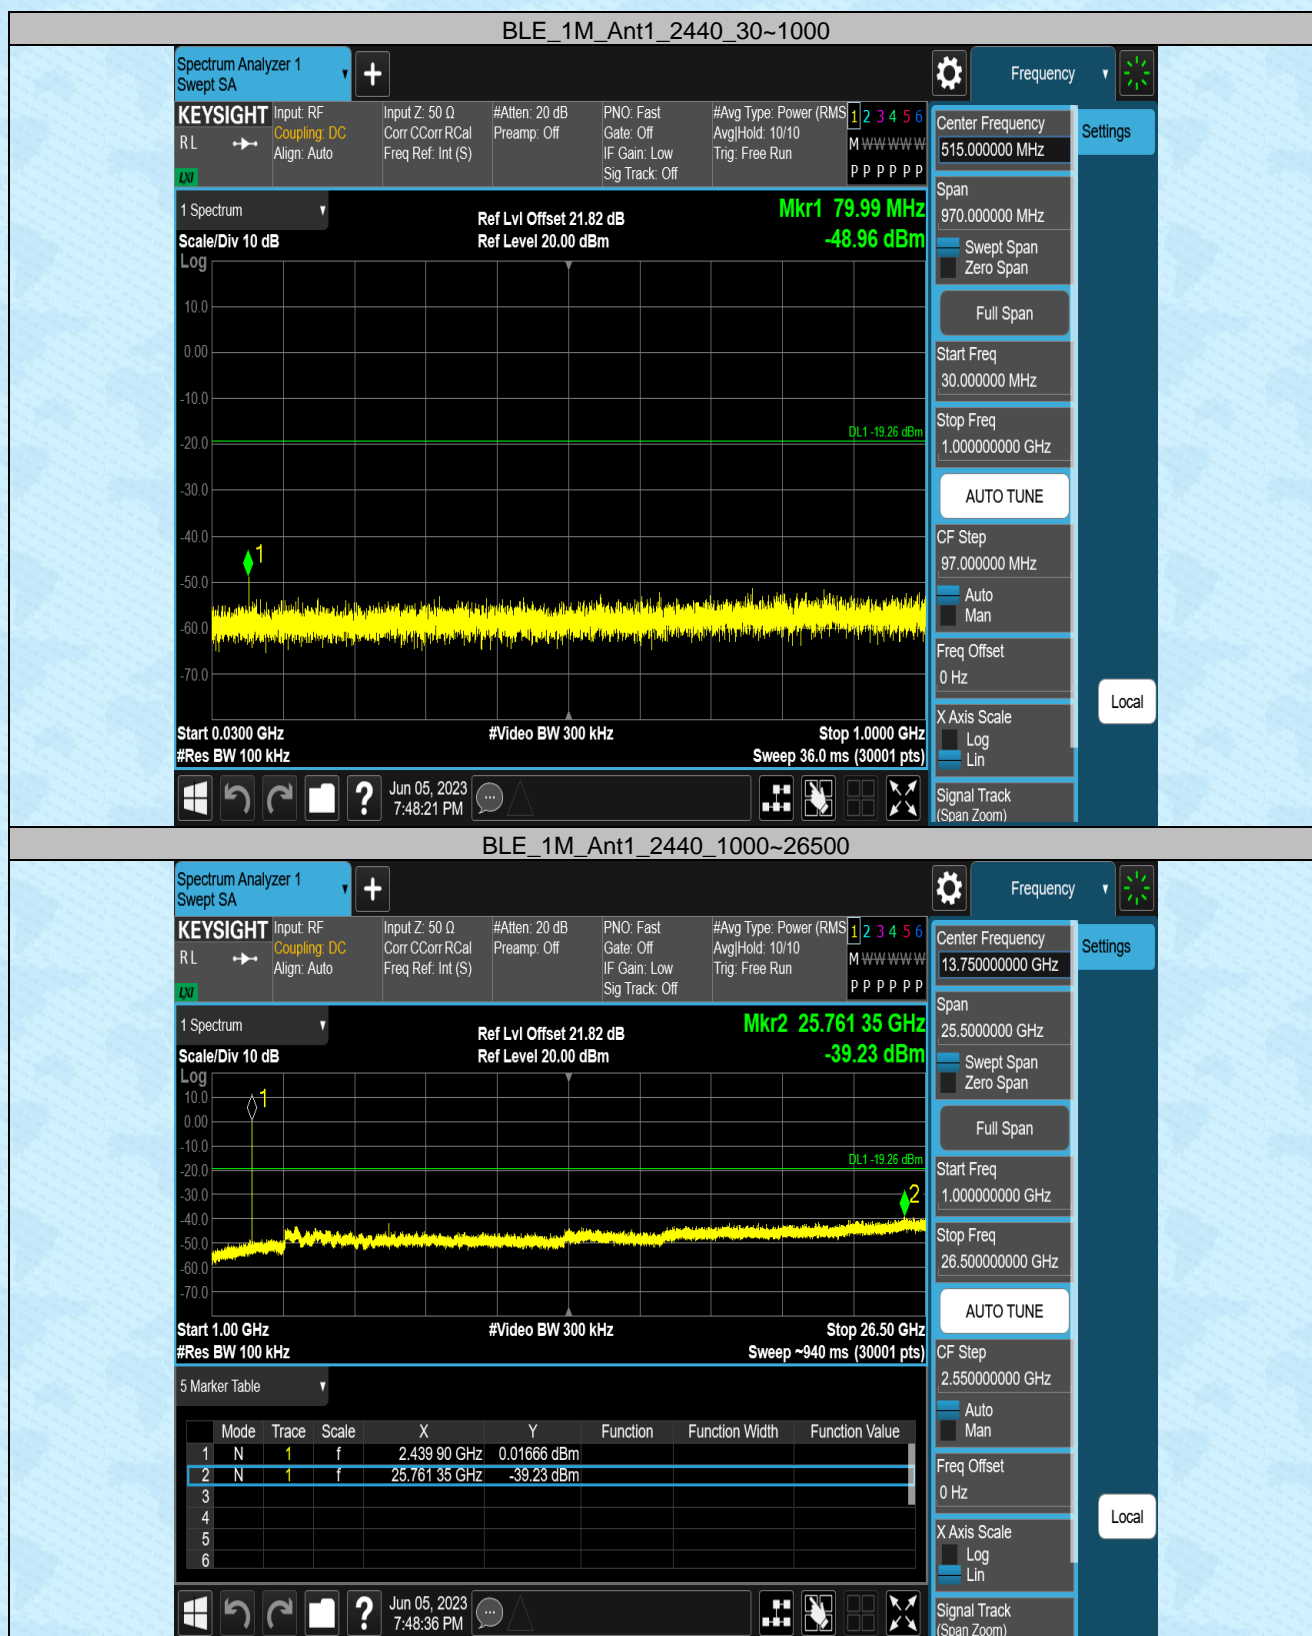 BLE_1M_Ant1_2440_30~1000
Spectrum Analyzer 1
Swept SA
Frequency
KEYSIGHT
R L
LXI
Input: RF
Coupling: DC
Align: Auto
Input Z: 50 Ω
Corr CCorr RCal
Freq Ref: Int (S)
#Atten: 20 dB
Preamp: Off
PNO: Fast
Gate: Off
IF Gain: Low
Sig Track: Off
#Avg Type: Power (RMS
Avg|Hold: 10/10
Trig: Free Run
1 2 3 4 5 6
M W W W W W
P P P P P P
Center Frequency
515.000000 MHz
Settings
Span
970.000000 MHz
Swept Span
Zero Span
Full Span
Start Freq
30.000000 MHz
Stop Freq
1.000000000 GHz
AUTO TUNE
CF Step
97.000000 MHz
Auto
Man
Freq Offset
0 Hz
X Axis Scale
Log
Lin
Signal Track
(Span Zoom)
Local
1 Spectrum
Scale/Div 10 dB
Ref Lvl Offset 21.82 dB
Ref Level 20.00 dBm
Mkr1 79.99 MHz
-48.96 dBm
Log
10.0
0.00
-10.0
DL1 -19.26 dBm
-20.0
-30.0
-40.0
1
-50.0
-60.0
-70.0
Start 0.0300 GHz
#Video BW 300 kHz
Stop 1.0000 GHz
#Res BW 100 kHz
Sweep 36.0 ms (30001 pts)
?
Jun 05, 2023
7:48:21 PM
BLE_1M_Ant1_2440_1000~26500
Spectrum Analyzer 1
Swept SA
Frequency
KEYSIGHT
R L
LXI
Input: RF
Coupling: DC
Align: Auto
Input Z: 50 Ω
Corr CCorr RCal
Freq Ref: Int (S)
#Atten: 20 dB
Preamp: Off
PNO: Fast
Gate: Off
IF Gain: Low
Sig Track: Off
#Avg Type: Power (RMS
Avg|Hold: 10/10
Trig: Free Run
1 2 3 4 5 6
M W W W W W
P P P P P P
Center Frequency
13.750000000 GHz
Settings
Span
25.5000000 GHz
Swept Span
Zero Span
Full Span
Start Freq
1.000000000 GHz
Stop Freq
26.500000000 GHz
AUTO TUNE
CF Step
2.550000000 GHz
Auto
Man
Freq Offset
0 Hz
X Axis Scale
Log
Lin
Signal Track
(Span Zoom)
Local
1 Spectrum
Scale/Div 10 dB
Ref Lvl Offset 21.82 dB
Ref Level 20.00 dBm
Mkr2 25.761 35 GHz
-39.23 dBm
Log
10.0
1
0.00
-10.0
DL1 -19.26 dBm
-20.0
-30.0
2
-40.0
-50.0
-60.0
-70.0
Start 1.00 GHz
#Video BW 300 kHz
Stop 26.50 GHz
#Res BW 100 kHz
Sweep ~940 ms (30001 pts)
5 Marker Table
Mode Trace Scale X Y Function Function Width Function Value
1 N 1 f 2.439 90 GHz 0.01666 dBm
2 N 1 f 25.761 35 GHz -39.23 dBm
3
4
5
6
?
Jun 05, 2023
7:48:36 PM